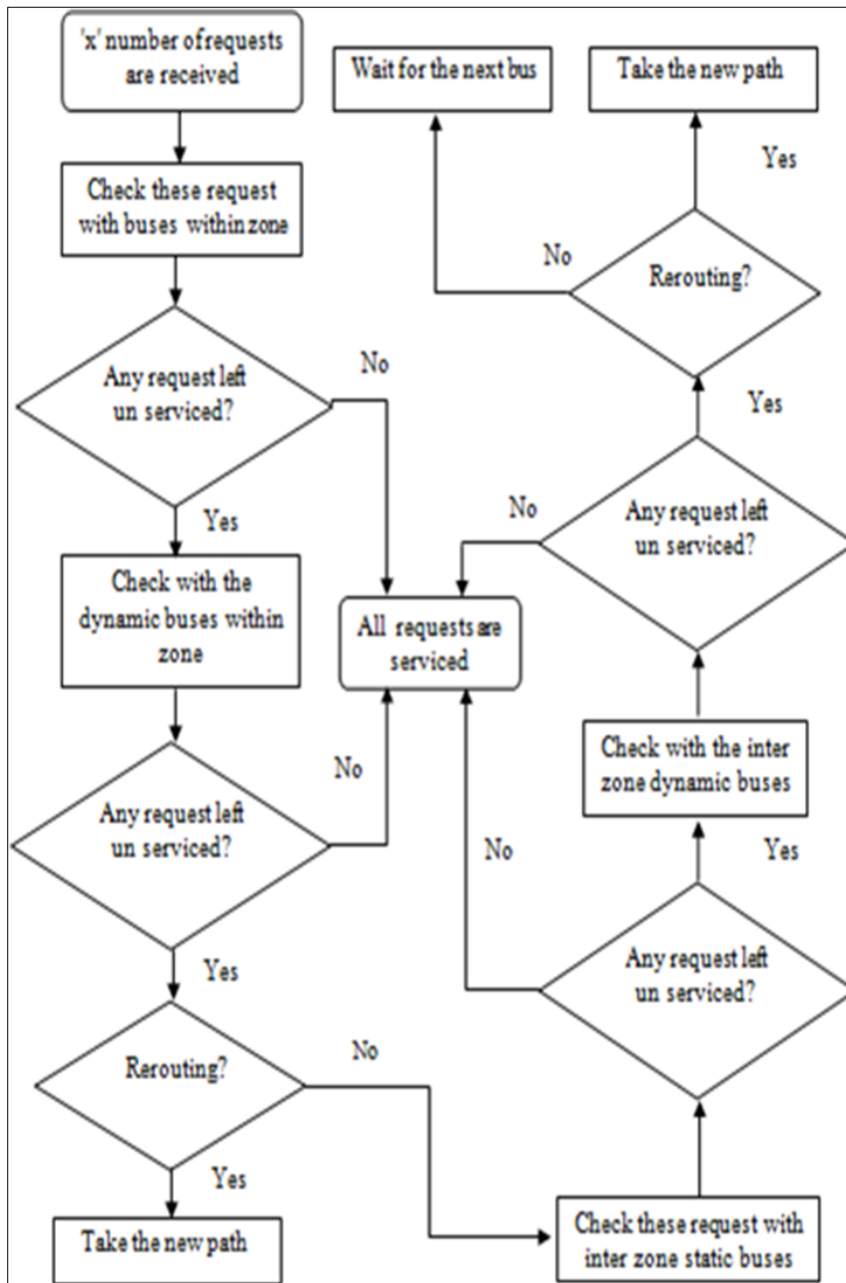 'x' number of requests
are received
Check these request
with buses within zone
Any request left
un serviced?
No
Yes
Check with the
dynamic buses within
zone
Any request left
un serviced?
No
Yes
Rerouting?
No
Yes
Take the new path
All requests are
serviced
Check these request with
inter zone static buses
Any request left
un serviced?
No
Yes
Check with the inter
zone dynamic buses
Any request left
un serviced?
No
Yes
Rerouting?
No
Yes
Wait for the next bus
Take the new path